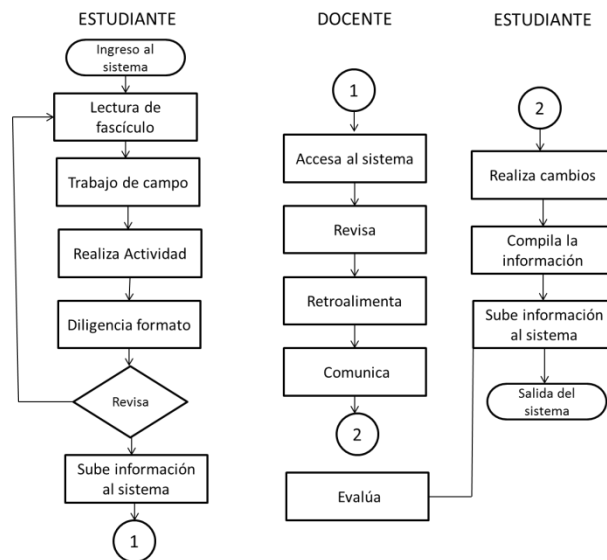 ESTUDIANTE
Ingreso al
sistema
Lectura de
fascículo
Trabajo de campo
Realiza Actividad
Diligencia formato
Revisa
Sube información
al sistema
1
DOCENTE
1
Accesa al sistema
Revisa
Retroalimenta
Comunica
2
Evalúa
ESTUDIANTE
2
Realiza cambios
Compila la
información
Sube información
al sistema
Salida del
sistema